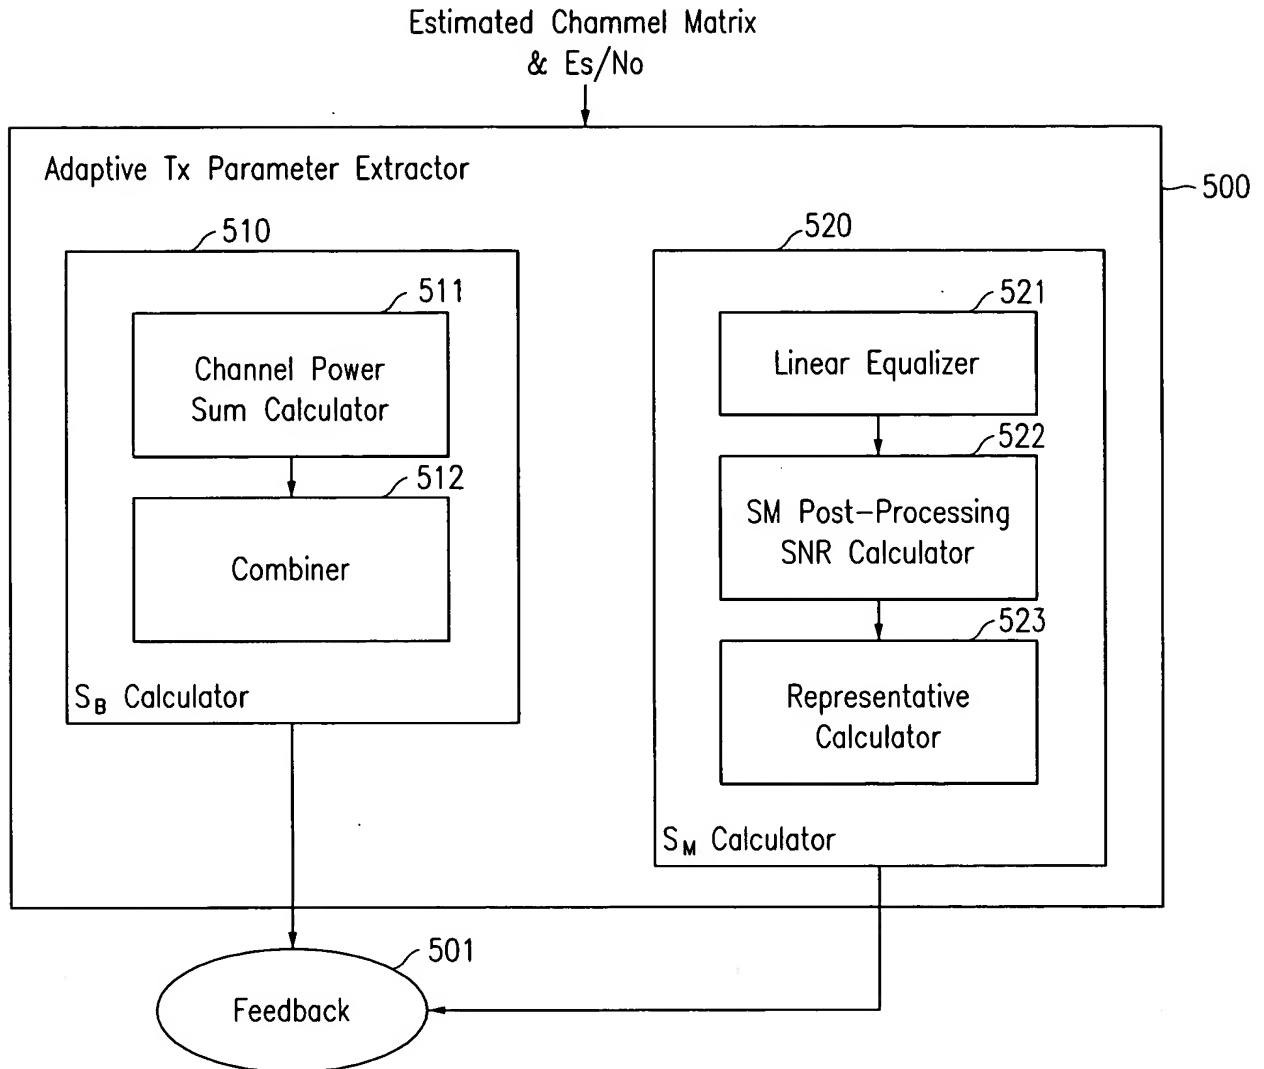 Estimated Chammel Matrix
& Es/No
Adaptive Tx Parameter Extractor
500
510
520
511
Channel Power
Sum Calculator
512
Combiner
SB Calculator
521
Linear Equalizer
522
SM Post-Processing
SNR Calculator
523
Representative
Calculator
SM Calculator
501
Feedback